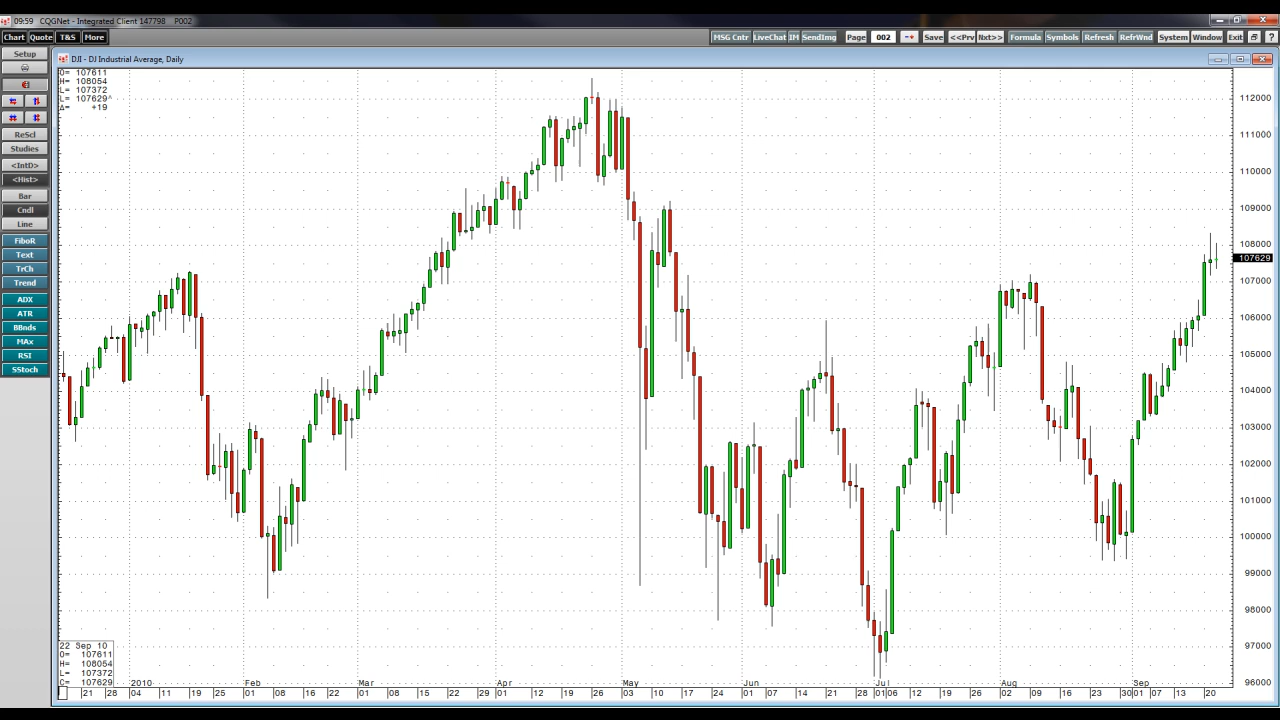 09:59 CQGNet - Integrated Client 147798 P002
Chart Quote T&S More MSG Cntr LiveChat IM SendImg Page 002 -+ Save <<Prv Nxt>> Formula Symbols Refresh RefrWnd System Window Exit ?
Setup
ReScl
Studies
<IntD>
<Hist>
Bar
Cndl
Line
FiboR
Text
TrCh
Trend
ADX
ATR
BBnds
MAx
RSI
SStoch
DJI - DJ Industrial Average, Daily
O= 107611
H= 108054
L= 107372
L= 107629^
Δ= +19
112000
111000
110000
109000
108000
107629
107000
106000
105000
104000
103000
102000
101000
100000
99000
98000
97000
96000
22 Sep 10
O= 107611
H= 108054
L= 107372
C= 107629
2010 Feb Mar Apr May Jun Jul Aug Sep
21 28 04 11 19 25 01 08 16 22 01 08 15 22 29 01 12 19 26 03 10 17 24 01 07 14 21 28 01 06 12 19 26 02 09 16 23 30 01 07 13 20